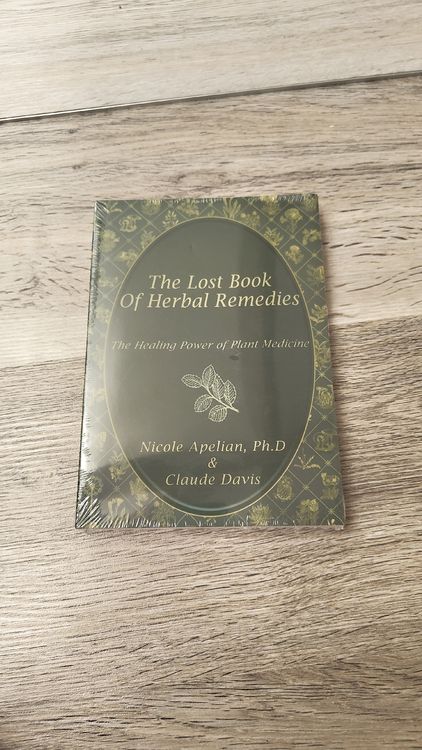 The Lost Book
Of Herbal Remedies
The Healing Power of Plant Medicine
Nicole Apelian, Ph.D
&
Claude Davis